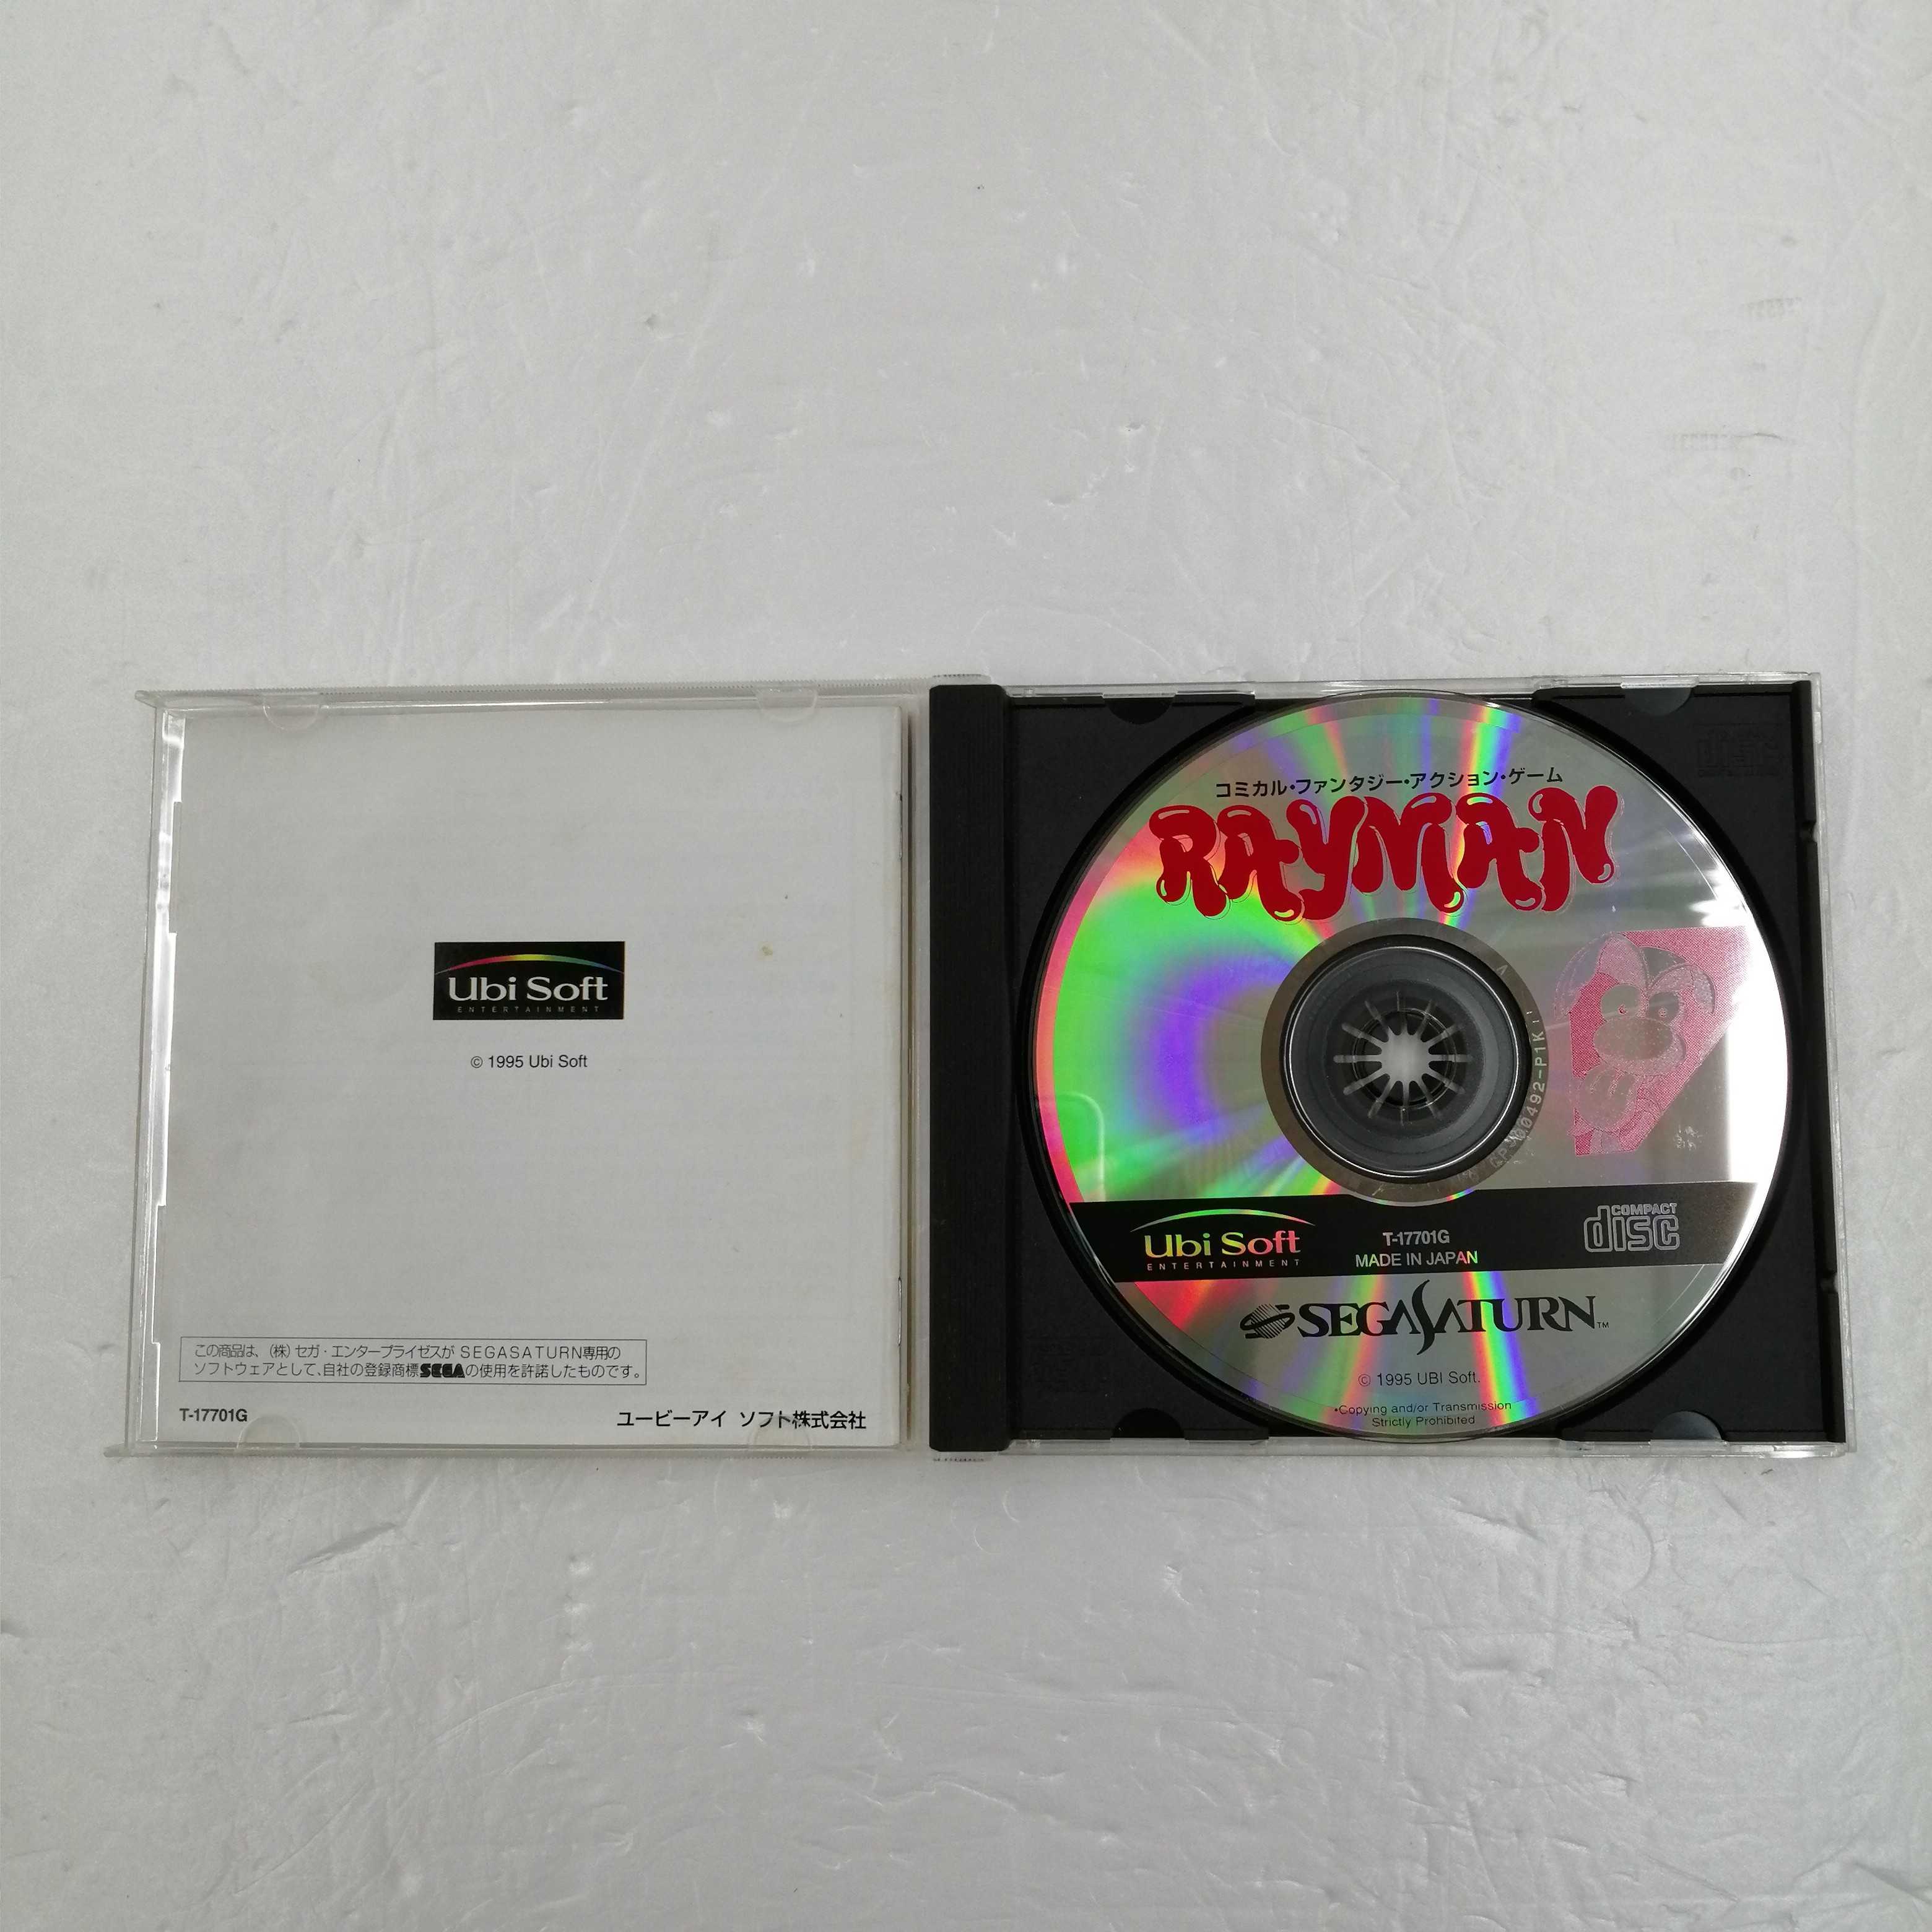 Ubi Soft
ENTERTAINMENT
© 1995 Ubi Soft
この商品は、(株)セガ・エンタープライゼスが SEGASATURN専用の
ソフトウェアとして、自社の登録商標SEGAの使用を許諾したものです。
T-17701G
ユービーアイ ソフト株式会社
コミカル・ファンタジー・アクション・ゲーム
RAYMAN
Ubi Soft
ENTERTAINMENT
T-17701G
MADE IN JAPAN
COMPACT
disc
SEGASATURN™
© 1995 UBI Soft.
•Copying and/or Transmission
Strictly Prohibited